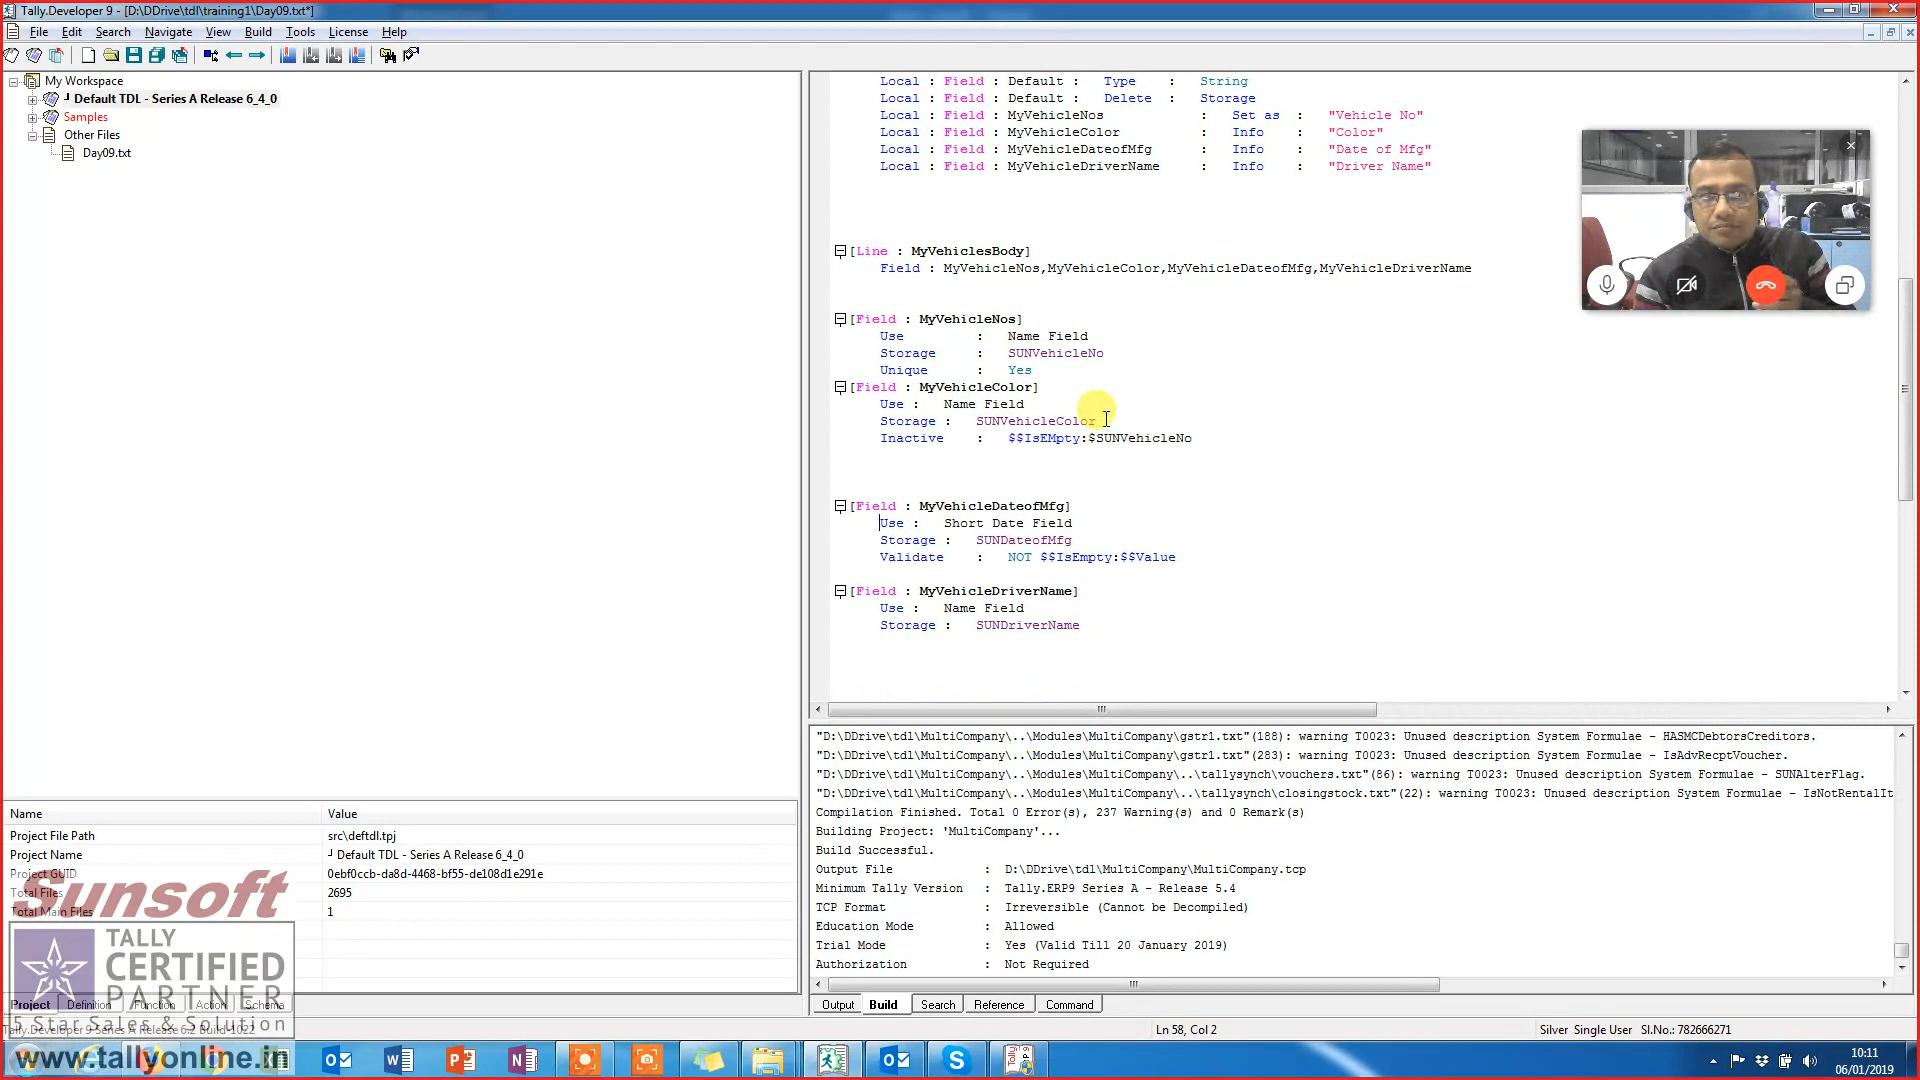 Tally.Developer 9 - [D:\DDrive\tdl\training1\Day09.txt*]
File Edit Search Navigate View Build Tools License Help
My Workspace
Default TDL - Series A Release 6_4_0
Samples
Other Files
Day09.txt
Local : Field : Default : Type : String
Local : Field : Default : Delete : Storage
Local : Field : MyVehicleNos : Set as : "Vehicle No"
Local : Field : MyVehicleColor : Info : "Color"
Local : Field : MyVehicleDateofMfg : Info : "Date of Mfg"
Local : Field : MyVehicleDriverName : Info : "Driver Name"
[Line : MyVehiclesBody]
Field : MyVehicleNos,MyVehicleColor,MyVehicleDateofMfg,MyVehicleDriverName
[Field : MyVehicleNos]
Use : Name Field
Storage : SUNVehicleNo
Unique : Yes
[Field : MyVehicleColor]
Use : Name Field
Storage : SUNVehicleColor
Inactive : $$IsEMpty:$SUNVehicleNo
[Field : MyVehicleDateofMfg]
Use : Short Date Field
Storage : SUNDateofMfg
Validate : NOT $$IsEmpty:$$Value
[Field : MyVehicleDriverName]
Use : Name Field
Storage : SUNDriverName
"D:\DDrive\tdl\MultiCompany\..\Modules\MultiCompany\gstr1.txt"(188): warning T0023: Unused description System Formulae - HASMCDebtorsCreditors.
"D:\DDrive\tdl\MultiCompany\..\Modules\MultiCompany\gstr1.txt"(283): warning T0023: Unused description System Formulae - IsAdvRecptVoucher.
"D:\DDrive\tdl\MultiCompany\..\Modules\MultiCompany\..\tallysynch\vouchers.txt"(86): warning T0023: Unused description System Formulae - SUNAlterFlag.
"D:\DDrive\tdl\MultiCompany\..\Modules\MultiCompany\..\tallysynch\closingstock.txt"(22): warning T0023: Unused description System Formulae - IsNotRentalIt
Compilation Finished. Total 0 Error(s), 237 Warning(s) and 0 Remark(s)
Building Project: 'MultiCompany'...
Build Successful.
Output File : D:\DDrive\tdl\MultiCompany\MultiCompany.tcp
Minimum Tally Version : Tally.ERP9 Series A - Release 5.4
TCP Format : Irreversible (Cannot be Decompiled)
Education Mode : Allowed
Trial Mode : Yes (Valid Till 20 January 2019)
Authorization : Not Required
Output Build Search Reference Command
Name Value
Project File Path src\deftdl.tpj
Project Name Default TDL - Series A Release 6_4_0
Project GUID 0ebf0ccb-da8d-4468-bf55-de108d1e291e
Total Files 2695
Total Main Files 1
Sunsoft
TALLY
CERTIFIED
PARTNER
5 Star Sales & Solution
Project Definition Function Action Schema
Tally.Developer 9 Series A Release 6.2 Build-1022
Ln 58, Col 2
Silver Single User Sl.No.: 782666271
www.tallyonline.in
10:11
06/01/2019